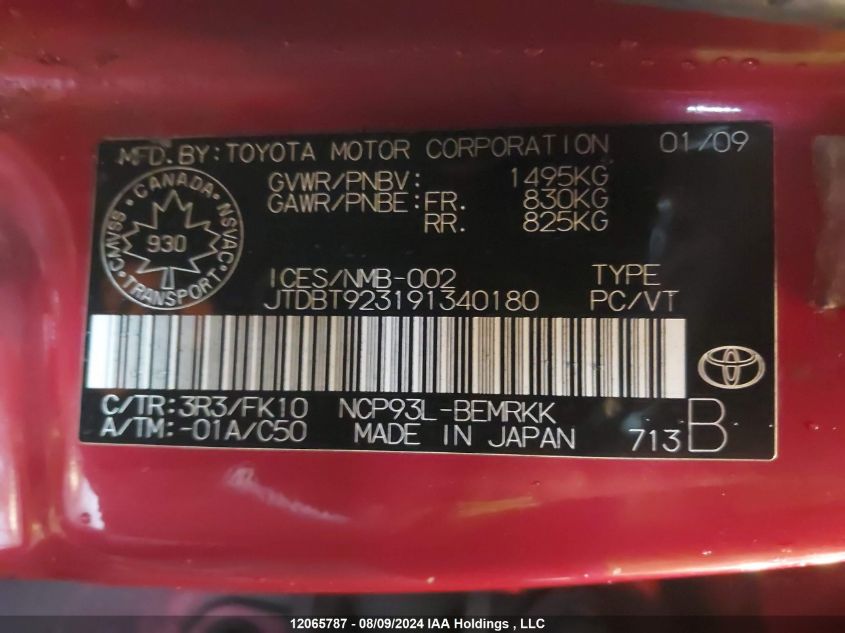 MFD. BY: TOYOTA MOTOR CORPORATION 01/09
GVWR/PNBV: 1495KG
GAWR/PNBE: FR. 830KG
RR. 825KG
CANADA
CMVSS NSVAC
930
TRANSPORT
ICES/NMB-002 TYPE
JTDBT923191340180 PC/VT
C/TR: 3R3/FK10 NCP93L-BEMRKK
A/TM: -01A/C50 MADE IN JAPAN 713 B
12065787 - 08/09/2024 IAA Holdings , LLC